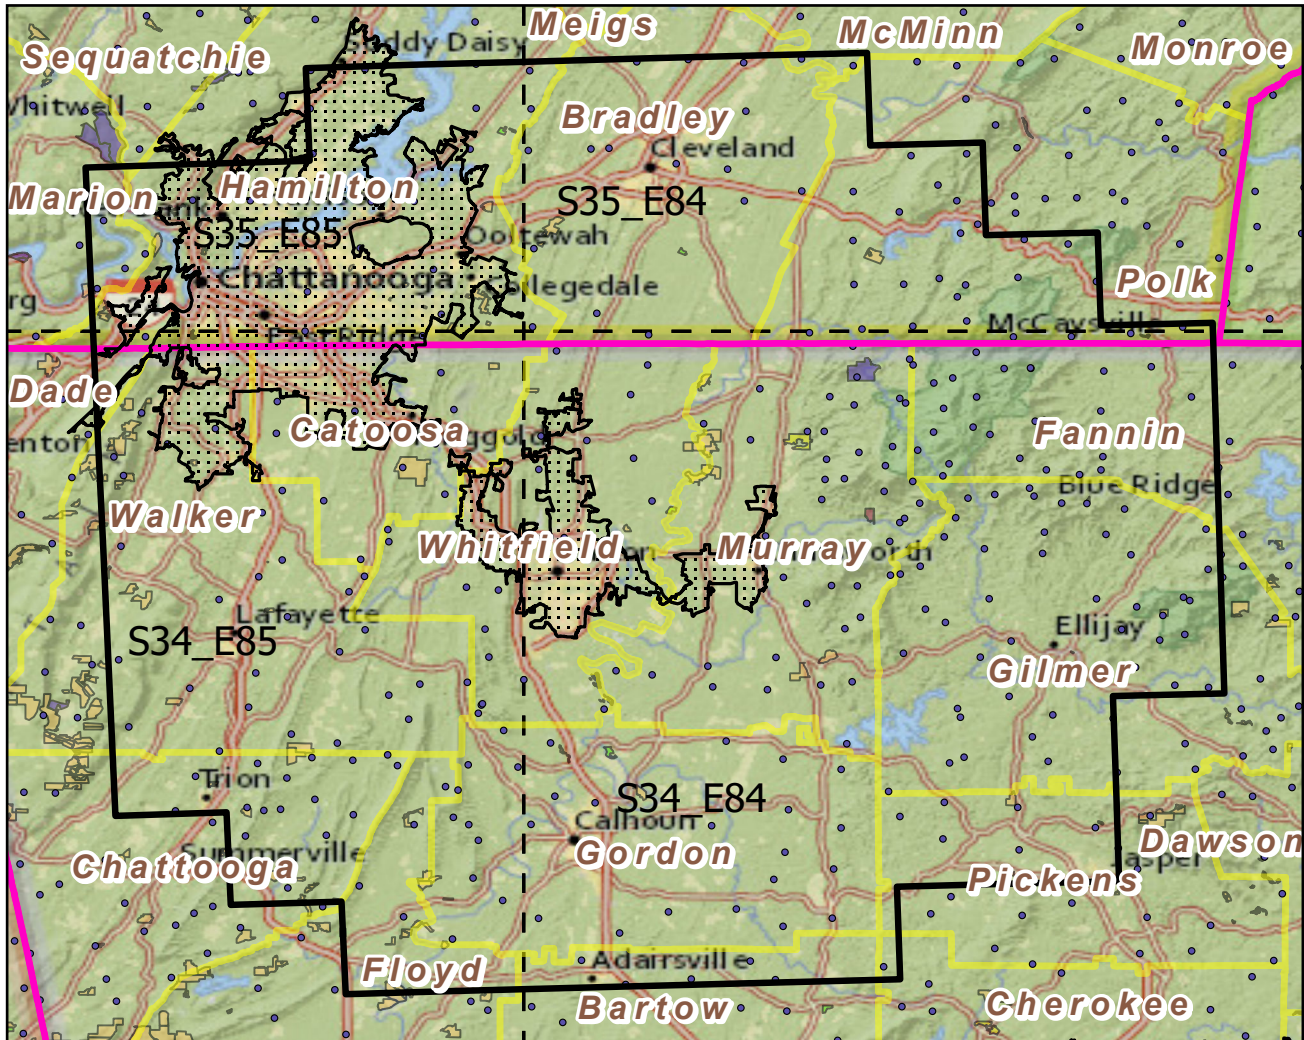 Meigs
McMinn
Monroe
Sequatchie
Daisy
Whitwell
Bradley
Cleveland
Marion
Hamilton
S35_E84
S35_E85
Ooltewah
Chattanooga
Collegedale
Polk
East Ridge
McCaysville
Dade
Catoosa
Fannin
Blue Ridge
Walker
Whitfield
Murray
Lafayette
S34_E85
Ellijay
Gilmer
Trion
S34_E84
Calhoun
Gordon
Summerville
Chattooga
Dawson
Pickens
Floyd
Adairsville
Bartow
Cherokee